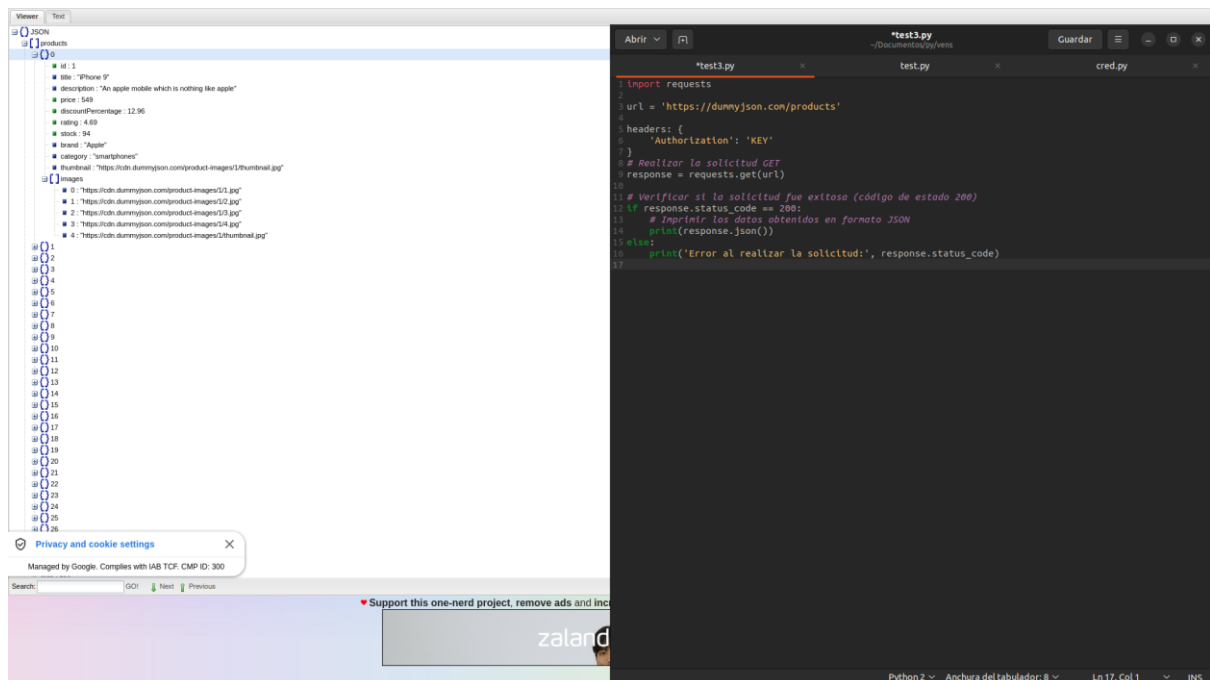 Viewer Text
JSON
products
0
id : 1
title : "iPhone 9"
description : "An apple mobile which is nothing like apple"
price : 549
discountPercentage : 12.96
rating : 4.69
stock : 94
brand : "Apple"
category : "smartphones"
thumbnail : "https://cdn.dummyjson.com/product-images/1/thumbnail.jpg"
images
0 : "https://cdn.dummyjson.com/product-images/1/1.jpg"
1 : "https://cdn.dummyjson.com/product-images/1/2.jpg"
2 : "https://cdn.dummyjson.com/product-images/1/3.jpg"
3 : "https://cdn.dummyjson.com/product-images/1/4.jpg"
4 : "https://cdn.dummyjson.com/product-images/1/thumbnail.jpg"
1
2
3
4
5
6
7
8
9
10
11
12
13
14
15
16
17
18
19
20
21
22
23
24
25
26
Privacy and cookie settings
Managed by Google. Complies with IAB TCF. CMP ID: 300
Search: GO! Next Previous
Support this one-nerd project, remove ads and inc
zaland
Abrir *test3.py Guardar
~/Documentos/py/vens
*test3.py test.py cred.py
1 import requests
2
3 url = 'https://dummyjson.com/products'
4
5 headers: {
6     'Authorization': 'KEY'
7 }
8 # Realizar la solicitud GET
9 response = requests.get(url)
10
11 # Verificar si la solicitud fue exitosa (código de estado 200)
12 if response.status_code == 200:
13     # Imprimir los datos obtenidos en formato JSON
14     print(response.json())
15 else:
16     print('Error al realizar la solicitud:', response.status_code)
17
Python 2 Anchura del tabulador: 8 Ln 17, Col 1 INS